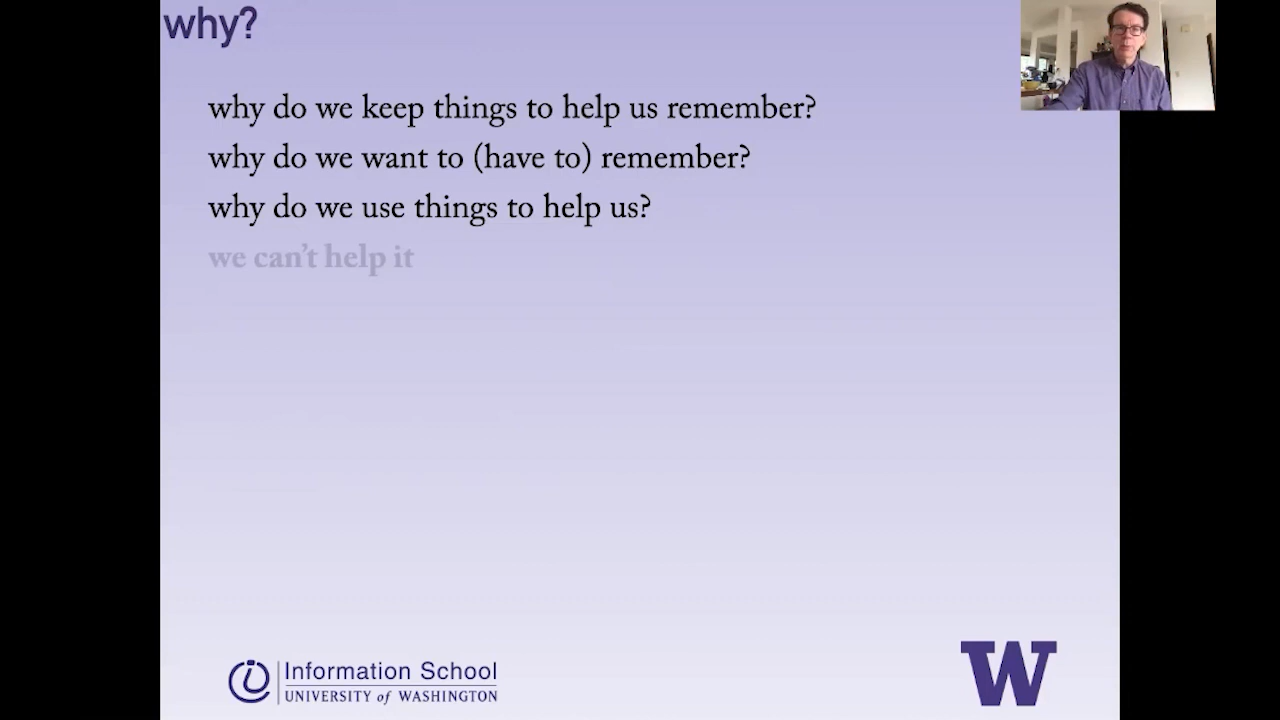 why?
why do we keep things to help us remember?
why do we want to (have to) remember?
why do we use things to help us?
we can't help it
Information School
UNIVERSITY of WASHINGTON
W